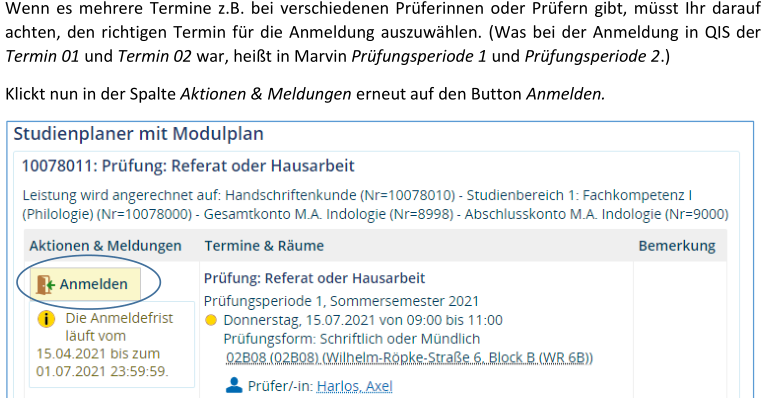 Wenn es mehrere Termine z.B. bei verschiedenen Prüferinnen oder Prüfern gibt, müsst Ihr darauf
achten, den richtigen Termin für die Anmeldung auszuwählen. (Was bei der Anmeldung in QIS der
Termin 01 und Termin 02 war, heißt in Marvin Prüfungsperiode 1 und Prüfungsperiode 2.)
Klickt nun in der Spalte Aktionen & Meldungen erneut auf den Button Anmelden.
Studienplaner mit Modulplan
10078011: Prüfung: Referat oder Hausarbeit
Leistung wird angerechnet auf: Handschriftenkunde (Nr=10078010) - Studienbereich 1: Fachkompetenz I
(Philologie) (Nr=10078000) - Gesamtkonto M.A. Indologie (Nr=8998) - Abschlusskonto M.A. Indologie (Nr=9000)
Aktionen & Meldungen Termine & Räume Bemerkung
Anmelden
Die Anmeldefrist
läuft vom
15.04.2021 bis zum
01.07.2021 23:59:59.
Prüfung: Referat oder Hausarbeit
Prüfungsperiode 1, Sommersemester 2021
Donnerstag, 15.07.2021 von 09:00 bis 11:00
Prüfungsform: Schriftlich oder Mündlich
02B08 (02B08) (Wilhelm-Röpke-Straße 6, Block B (WR 6B))
Prüfer/-in: Harlos, Axel